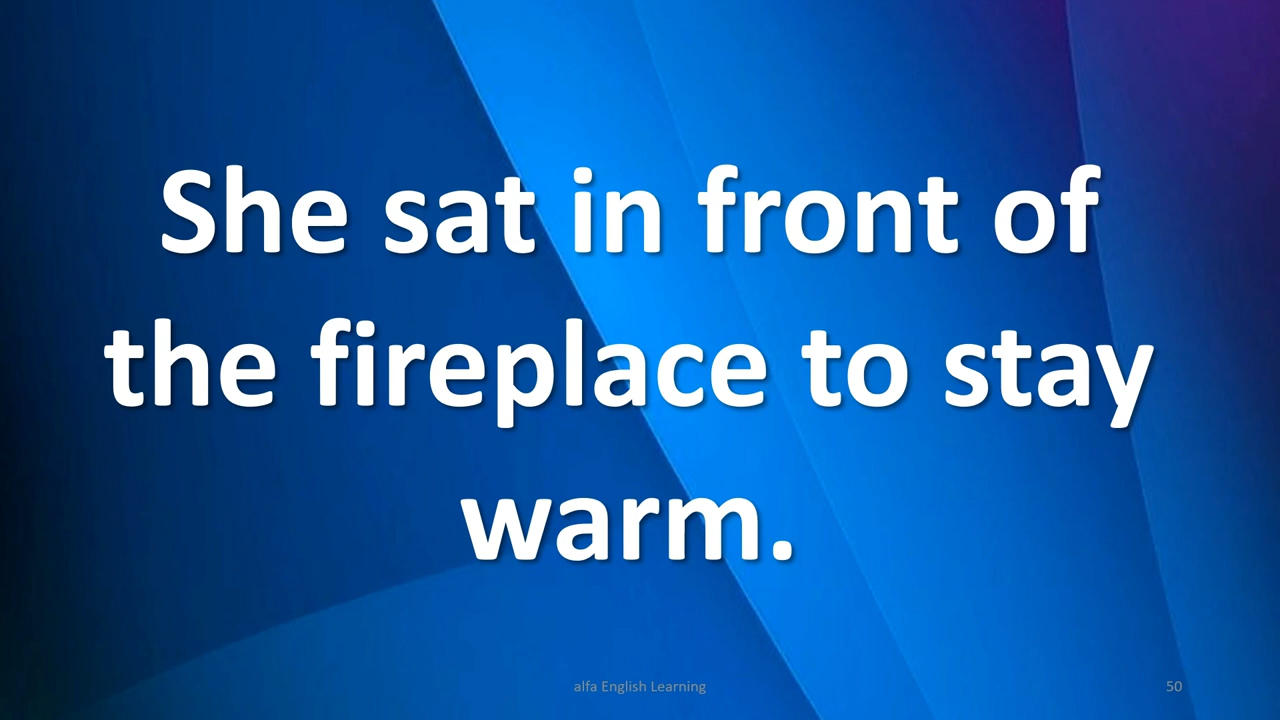 She sat in front of
the fireplace to stay
warm.
alfa English Learning
50